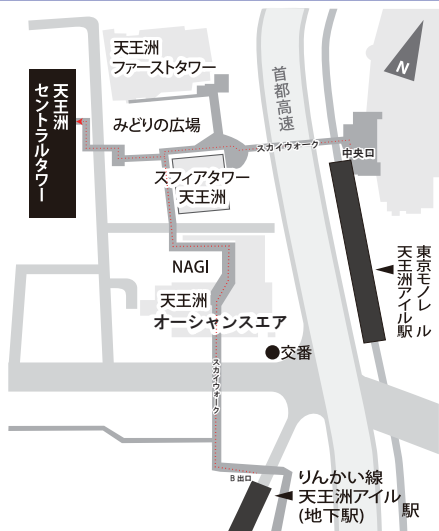 天王洲
ファーストタワー
首都高速
N
天王洲
セントラルタワー
みどりの広場
スカイウォーク
中央口
スフィアタワー
天王洲
東京モノレール
天王洲アイル駅
NAGI
天王洲
オーシャンスエア
交番
スカイウォーク
B出口
りんかい線
天王洲アイル
(地下駅)
駅